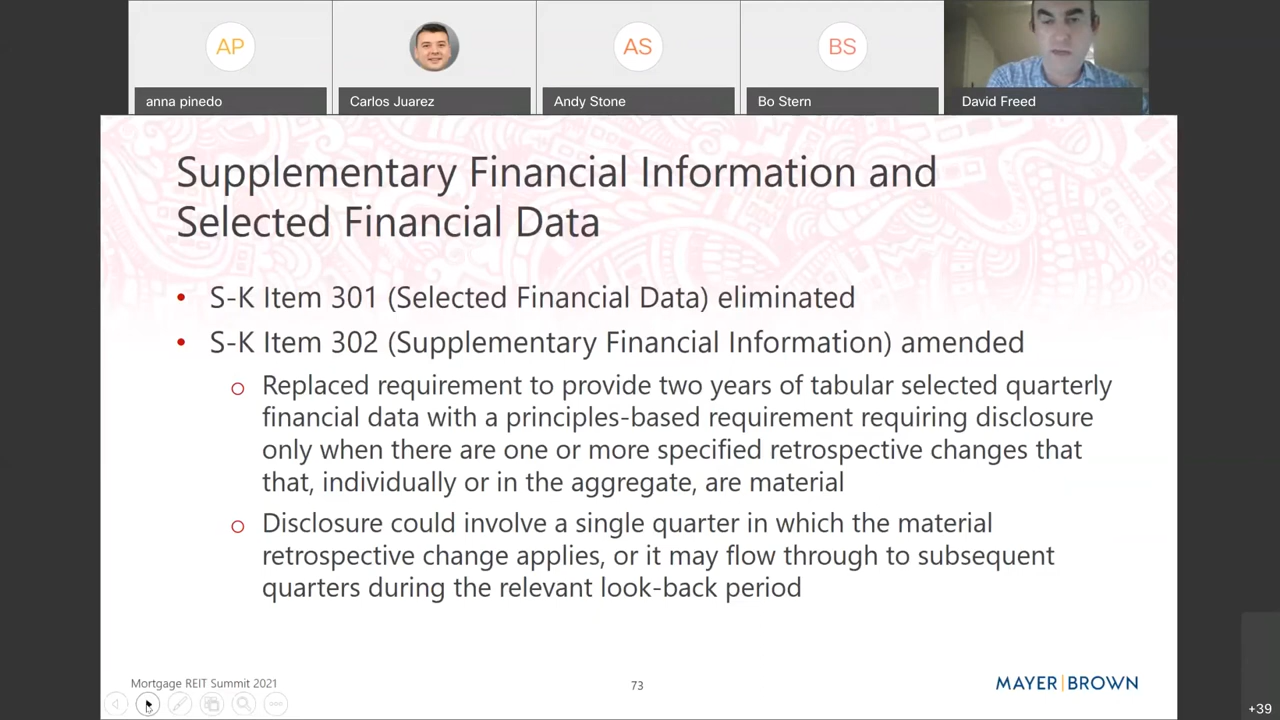 AP
AS
BS
anna pinedo
Carlos Juarez
Andy Stone
Bo Stern
David Freed
Supplementary Financial Information and
Selected Financial Data
• S-K Item 301 (Selected Financial Data) eliminated
• S-K Item 302 (Supplementary Financial Information) amended
o Replaced requirement to provide two years of tabular selected quarterly
financial data with a principles-based requirement requiring disclosure
only when there are one or more specified retrospective changes that
that, individually or in the aggregate, are material
o Disclosure could involve a single quarter in which the material
retrospective change applies, or it may flow through to subsequent
quarters during the relevant look-back period
Mortgage REIT Summit 2021
73
MAYER|BROWN
+39